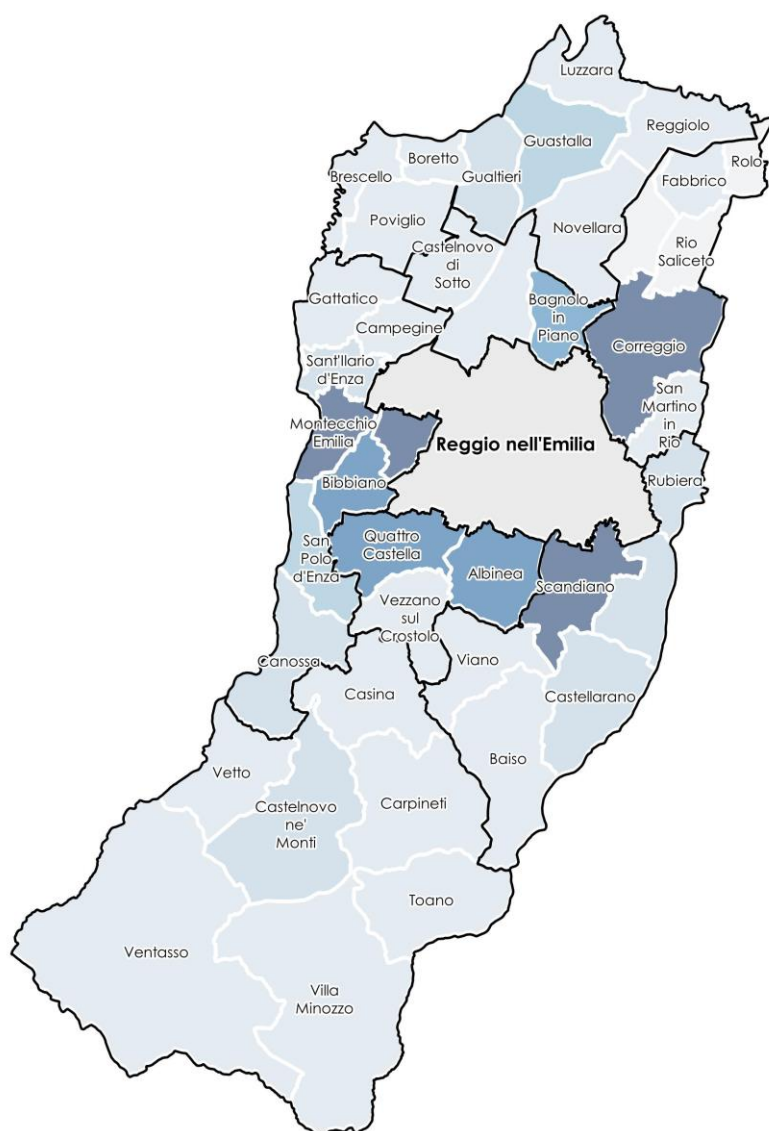 Luzzara
Reggiolo
Guastalla
Rolo
Boretto
Brescello
Gualtieri
Fabbrico
Poviglio
Novellara
Castelnovo
di
Sotto
Rio
Saliceto
Gattatico
Bagnolo
in
Piano
Campegine
Correggio
Sant'Ilario
d'Enza
San
Martino
in
Rio
Montecchio
Emilia
Reggio nell'Emilia
Bibbiano
Rubiera
San
Polo
d'Enza
Quattro
Castella
Albinea
Scandiano
Vezzano
sul
Crostolo
Canossa
Viano
Casina
Castellarano
Baiso
Vetto
Castelnovo
ne'
Monti
Carpineti
Toano
Ventasso
Villa
Minozzo